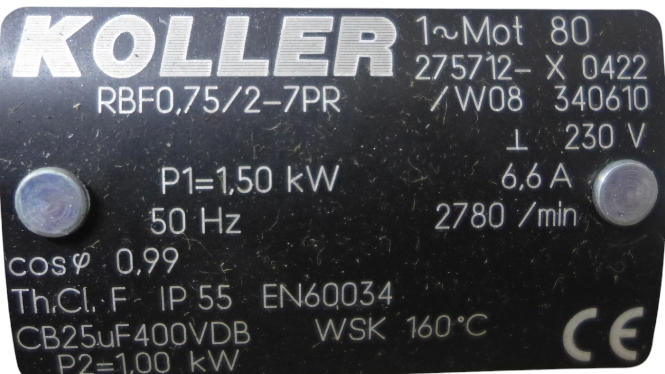 KOLLER 1~Mot 80
275712- X 0422
RBF0,75/2-7PR /W08 340610
⊥ 230 V
P1=1,50 kW 6,6 A
50 Hz 2780 /min
cosφ 0,99
Th.Cl. F IP 55 EN60034
CB25uF400VDB WSK 160°C
P2=1,00 kW CE